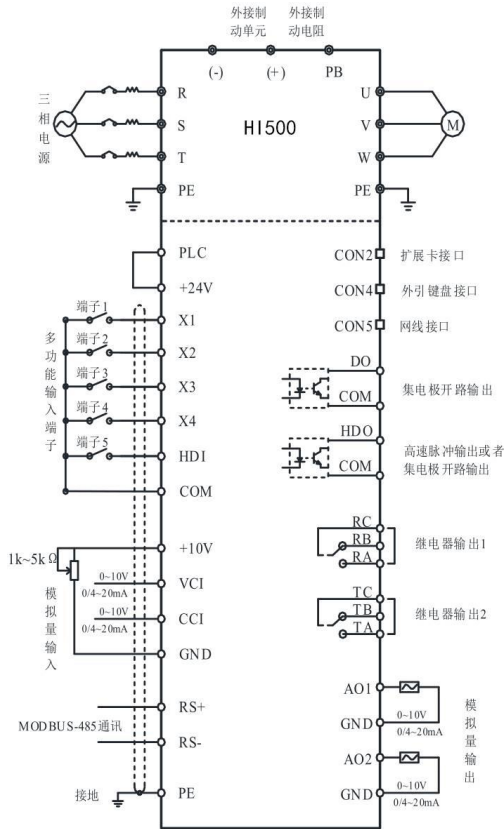 外接制动单元
外接制动电阻
(-)
(+)
PB
三相电源
R
S
T
PE
HI500
U
V
W
PE
M
PLC
+24V
多功能输入端子
端子1
X1
端子2
X2
端子3
X3
端子4
X4
端子5
HDI
COM
1k~5kΩ
模拟量输入
+10V
0~10V
0/4~20mA
VCI
0~10V
0/4~20mA
CCI
GND
MODBUS-485通讯
RS+
RS-
接地
PE
CON2
扩展卡接口
CON4
外引键盘接口
CON5
网线接口
DO
COM
集电极开路输出
HDO
COM
高速脉冲输出或者
集电极开路输出
RC
RB
RA
继电器输出1
TC
TB
TA
继电器输出2
AO1
GND
0~10V
0/4~20mA
AO2
GND
0~10V
0/4~20mA
模拟量输出